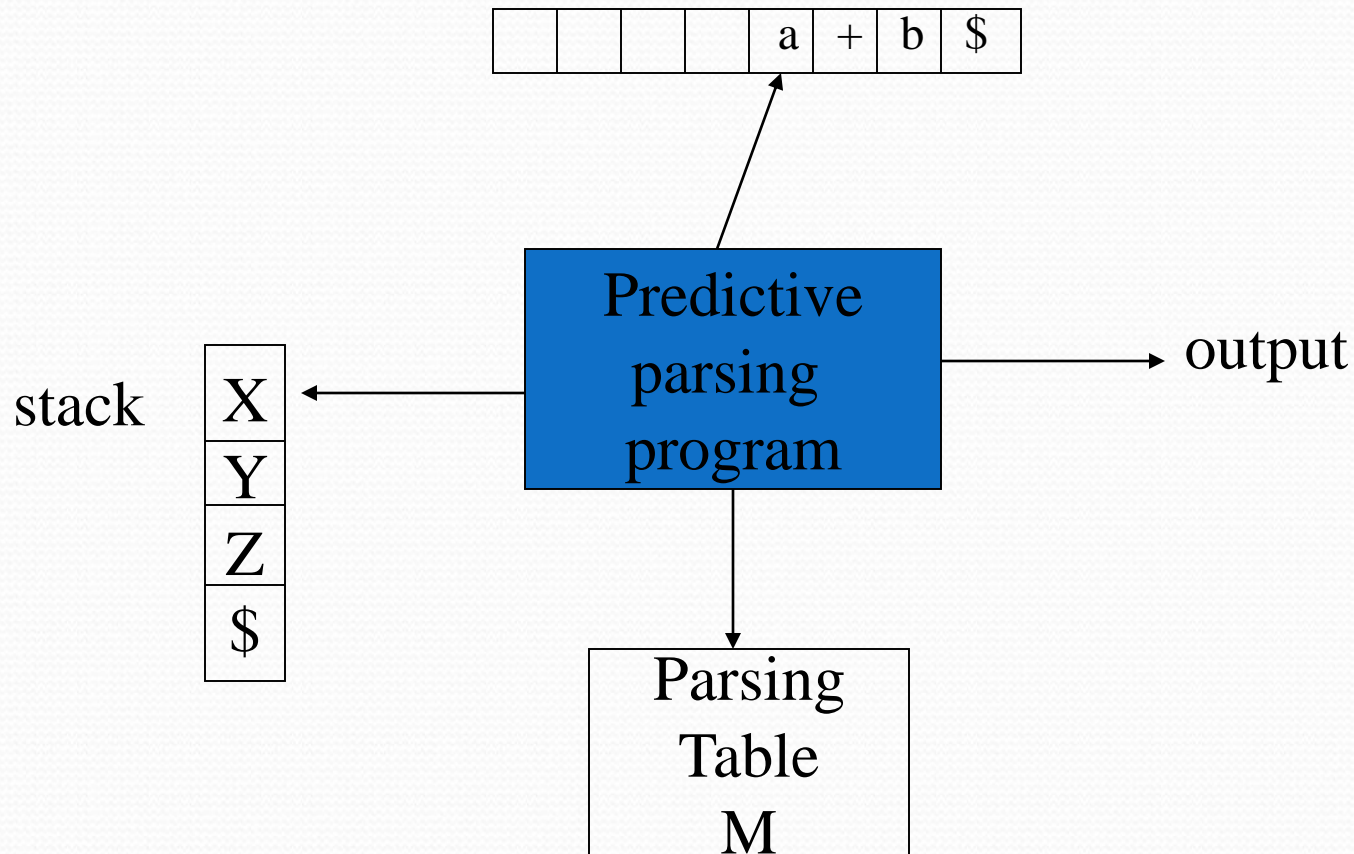 a + b $
Predictive
parsing
program
output
stack
X
Y
Z
$
Parsing
Table
M